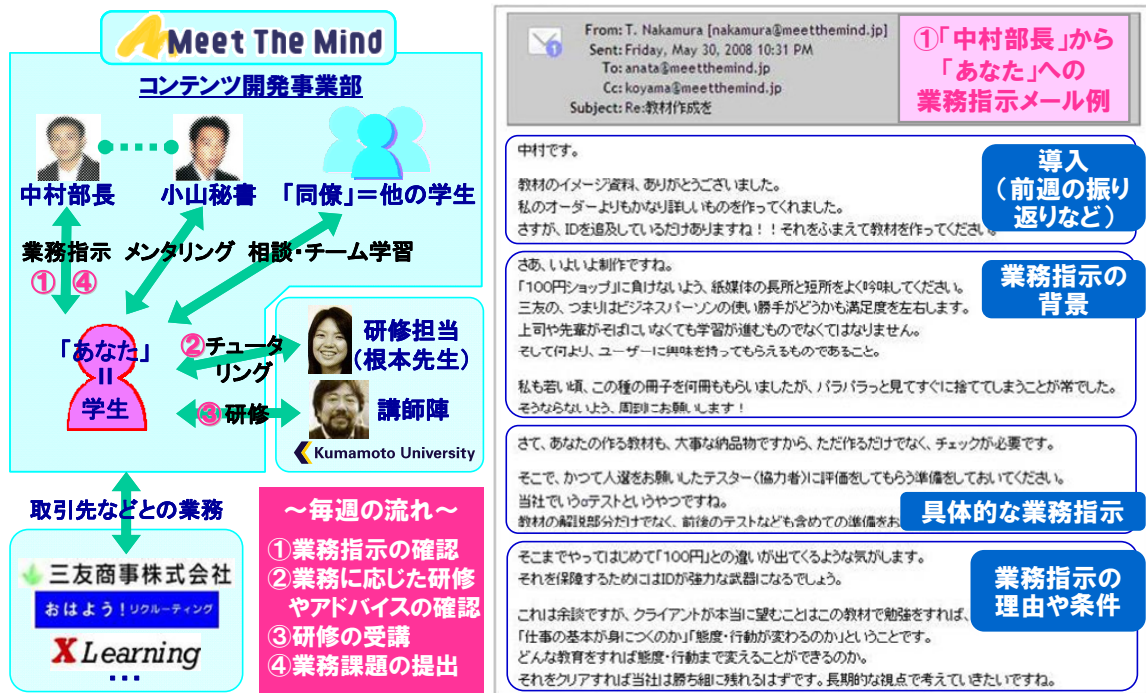 Meet The Mind
コンテンツ開発事業部
中村部長
小山秘書
「同僚」=他の学生
業務指示
メンタリング
相談・チーム学習
① ④
「あなた」
=
学生
②チュータ
リング
研修担当
(根本先生)
③研修
講師陣
Kumamoto University
取引先などとの業務
三友商事株式会社
おはよう!リクルーティング
X Learning
・・・
~毎週の流れ~
①業務指示の確認
②業務に応じた研修
やアドバイスの確認
③研修の受講
④業務課題の提出
From: T. Nakamura [nakamura@meetthemind.jp]
Sent: Friday, May 30, 2008 10:31 PM
To: anata@meetthemind.jp
Cc: koyama@meetthemind.jp
Subject: Re:教材作成を
1
①「中村部長」から
「あなた」への
業務指示メール例
中村です。
教材のイメージ資料、ありがとうございました。
私のオーダーよりもかなり詳しいものを作ってくれました。
さすが、IDを追及しているだけありますね!!それをふまえて教材を作ってください。
導入
(前週の振り
返りなど)
さあ、いよいよ制作ですね。
「100円ショップ」に負けないよう、紙媒体の長所と短所をよく吟味してください。
三友の、つまりはビジネスパーソンの使い勝手がどうかも満足度を左右します。
上司や先輩がそばにいなくても学習が進むものでなくてはなりません。
そして何より、ユーザーに興味を持ってもらえるものであること。
私も若い頃、この種の冊子を何冊ももらいましたが、パラパラっと見てすぐに捨ててしまうことが常でした。
そうならないよう、周到にお願いします!
業務指示の
背景
さて、あなたの作る教材も、大事な納品物ですから、ただ作るだけでなく、チェックが必要です。
そこで、かつて人選をお願いしたテスター(協力者)に評価をしてもらう準備をしておいてください。
当社でいうαテストというやつですね。
教材の解説部分だけでなく、前後のテストなども含めての準備をお
具体的な業務指示
そこまでやってはじめて「100円」との違いが出てくるような気がします。
それを保障するためにはIDが強力な武器になるでしょう。
これは余談ですが、クライアントが本当に望むことはこの教材で勉強をすれば、
「仕事の基本が身につくのか」「態度・行動が変わるのか」ということです。
どんな教育をすれば態度・行動まで変えることができるのか。
それをクリアすれば当社は勝ち組に残れるはずです。長期的な視点で考えていきたいですね。
業務指示の
理由や条件